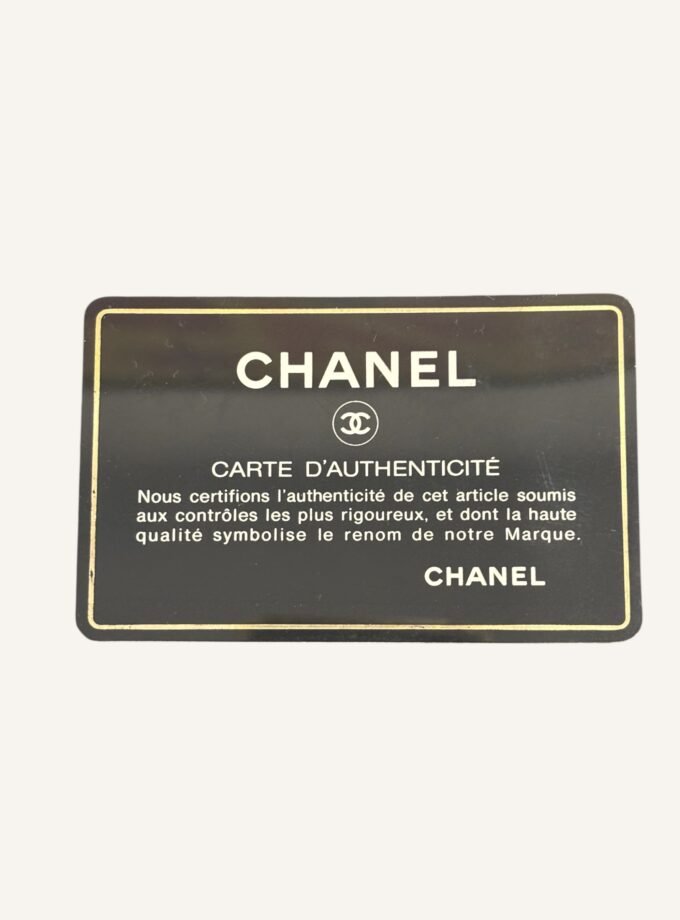 CHANEL
CARTE D'AUTHENTICITÉ
Nous certifions l'authenticité de cet article soumis
aux contrôles les plus rigoureux, et dont la haute
qualité symbolise le renom de notre Marque.
CHANEL